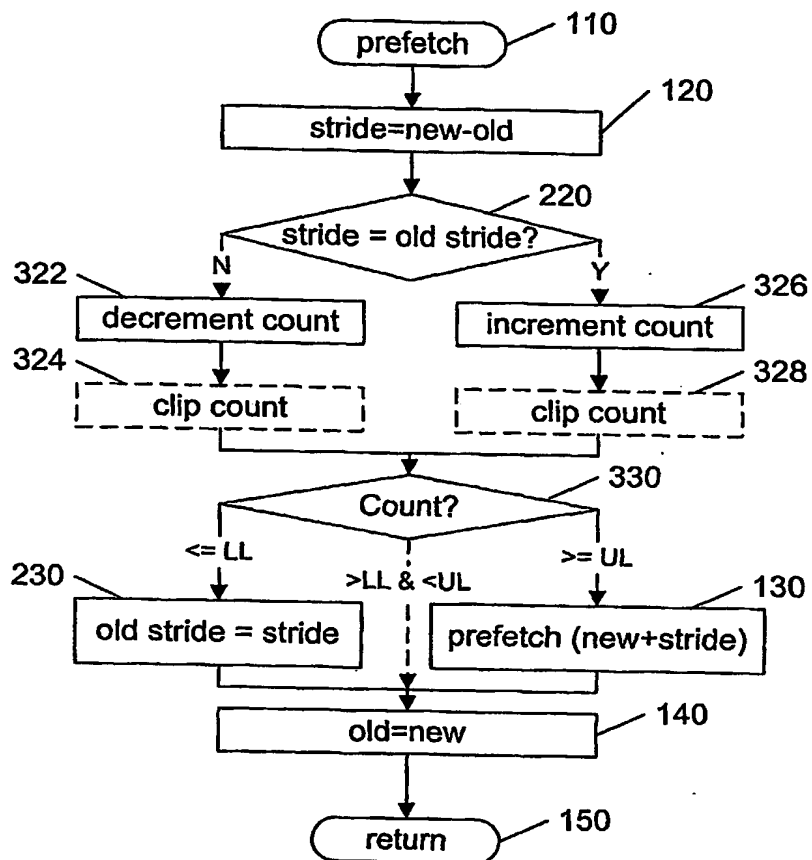 prefetch
110
120
stride=new-old
220
stride = old stride?
N
Y
322
326
decrement count
increment count
324
328
clip count
clip count
330
Count?
<= LL
>LL & <UL
>= UL
230
130
old stride = stride
prefetch (new+stride)
140
old=new
150
return